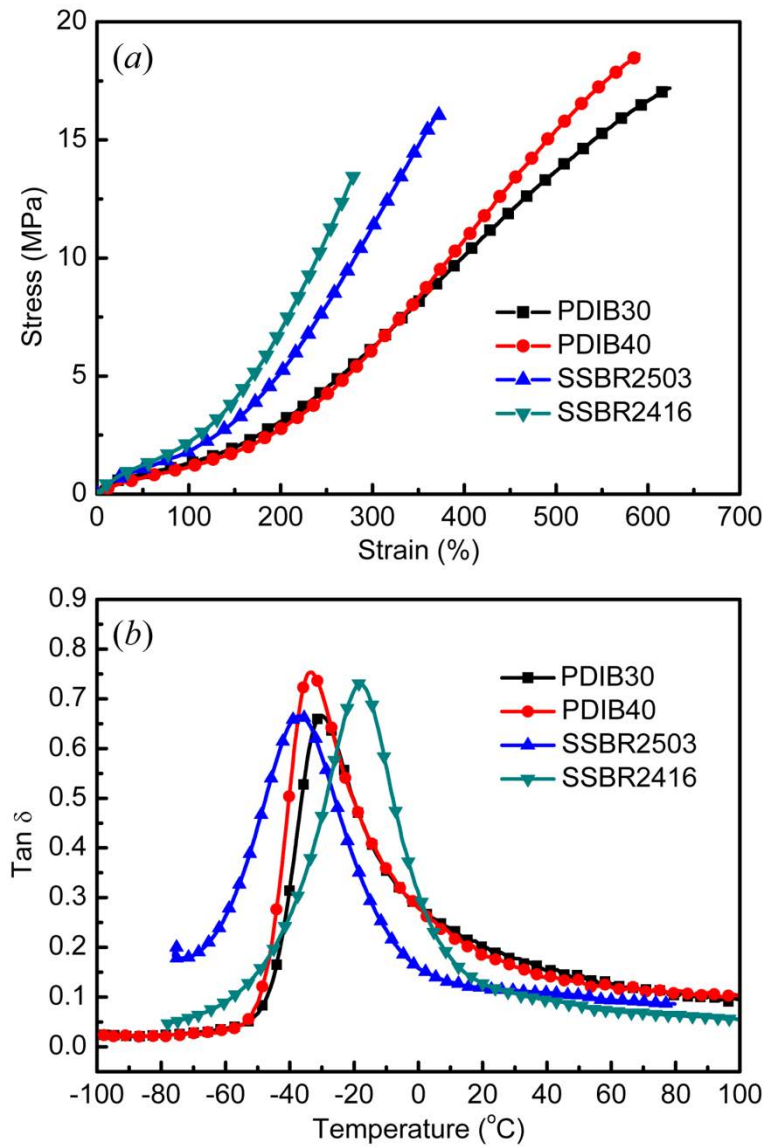 (a)
20
15
10
5
0
Stress (MPa)
PDIB30
PDIB40
SSBR2503
SSBR2416
0 100 200 300 400 500 600 700
Strain (%)
(b)
0.9
0.8
0.7
0.6
0.5
0.4
0.3
0.2
0.1
0.0
Tan δ
PDIB30
PDIB40
SSBR2503
SSBR2416
-100 -80 -60 -40 -20 0 20 40 60 80 100
Temperature (°C)